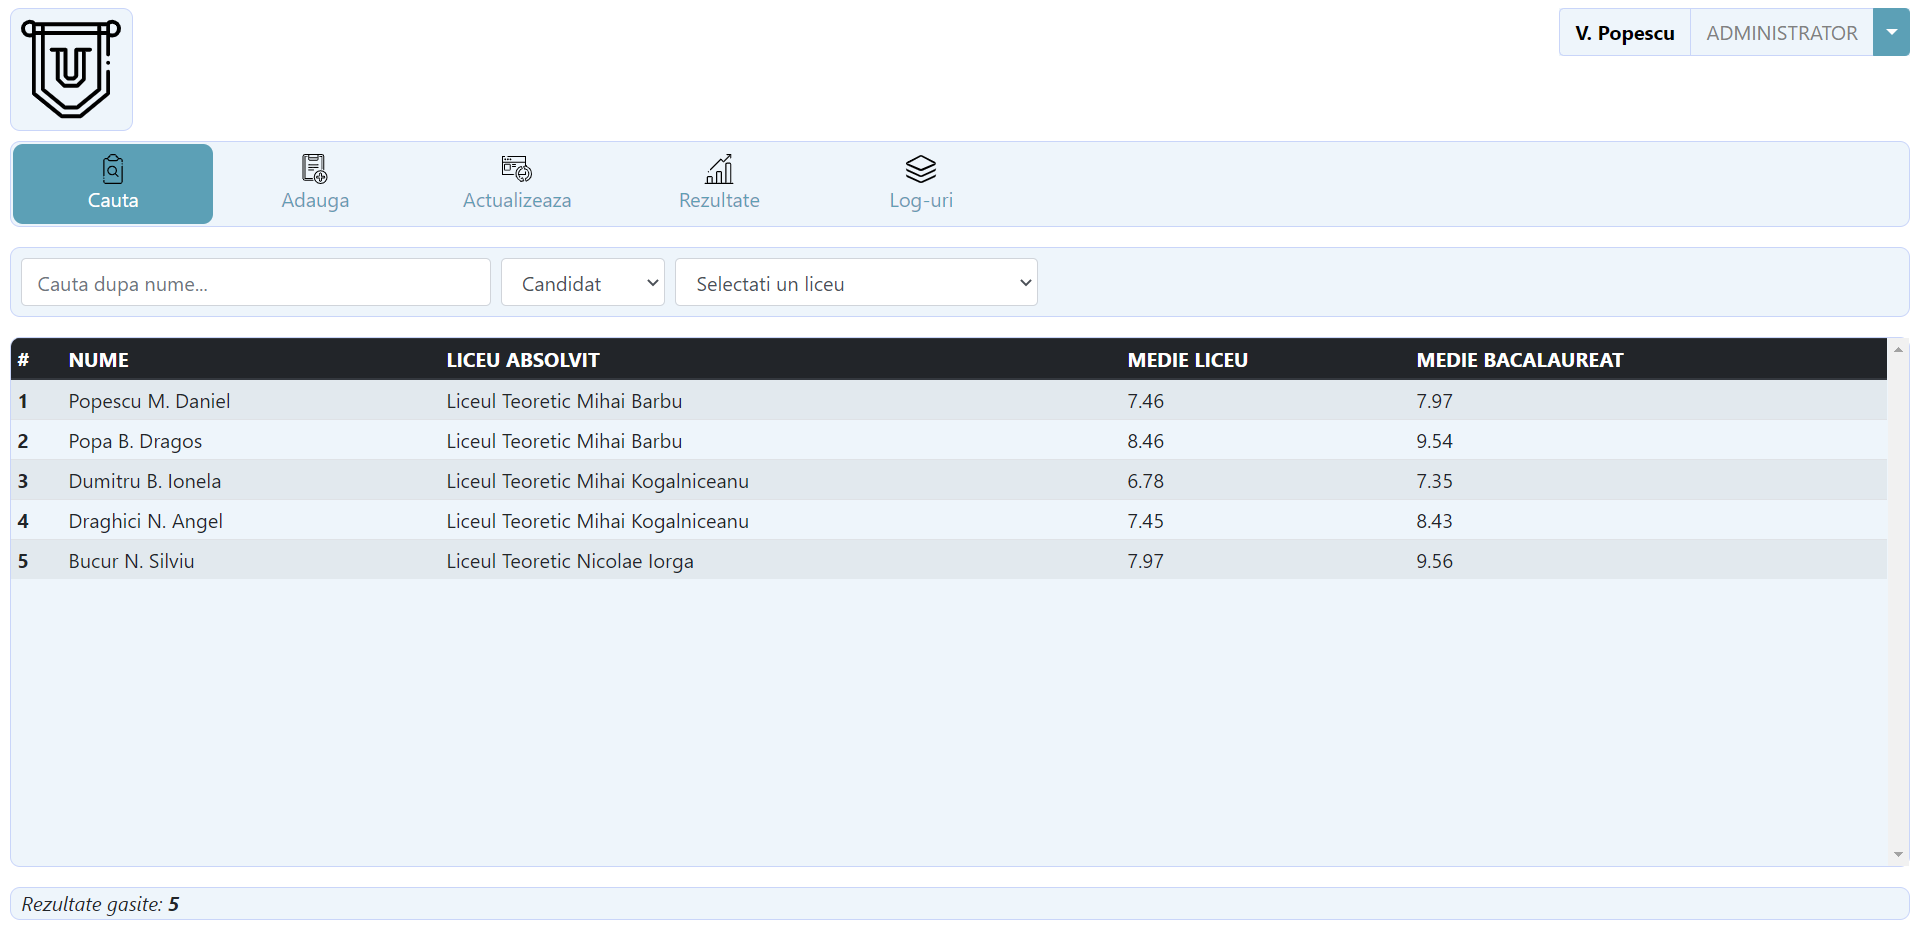 U
V. Popescu ADMINISTRATOR
Cauta Adauga Actualizeaza Rezultate Log-uri
Cauta dupa nume... Candidat Selectati un liceu
# NUME LICEU ABSOLVIT MEDIE LICEU MEDIE BACALAUREAT
1 Popescu M. Daniel Liceul Teoretic Mihai Barbu 7.46 7.97
2 Popa B. Dragos Liceul Teoretic Mihai Barbu 8.46 9.54
3 Dumitru B. Ionela Liceul Teoretic Mihai Kogalniceanu 6.78 7.35
4 Draghici N. Angel Liceul Teoretic Mihai Kogalniceanu 7.45 8.43
5 Bucur N. Silviu Liceul Teoretic Nicolae Iorga 7.97 9.56
Rezultate gasite: 5